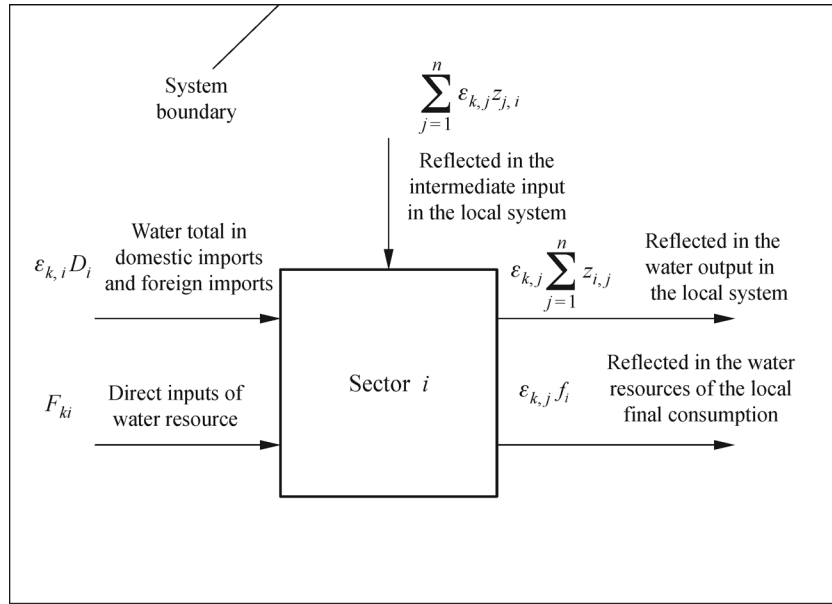 System
boundary
n
∑ ε_{k, j} z_{j, i}
j = 1
Reflected in the
intermediate input
in the local system
Water total in
domestic imports
and foreign imports
ε_{k, i} D_i
Direct inputs of
water resource
F_{ki}
Sector i
n
ε_{k, j} ∑ z_{i, j}
j = 1
Reflected in the
water output in
the local system
ε_{k, j} f_i
Reflected in the water
resources of the local
final consumption